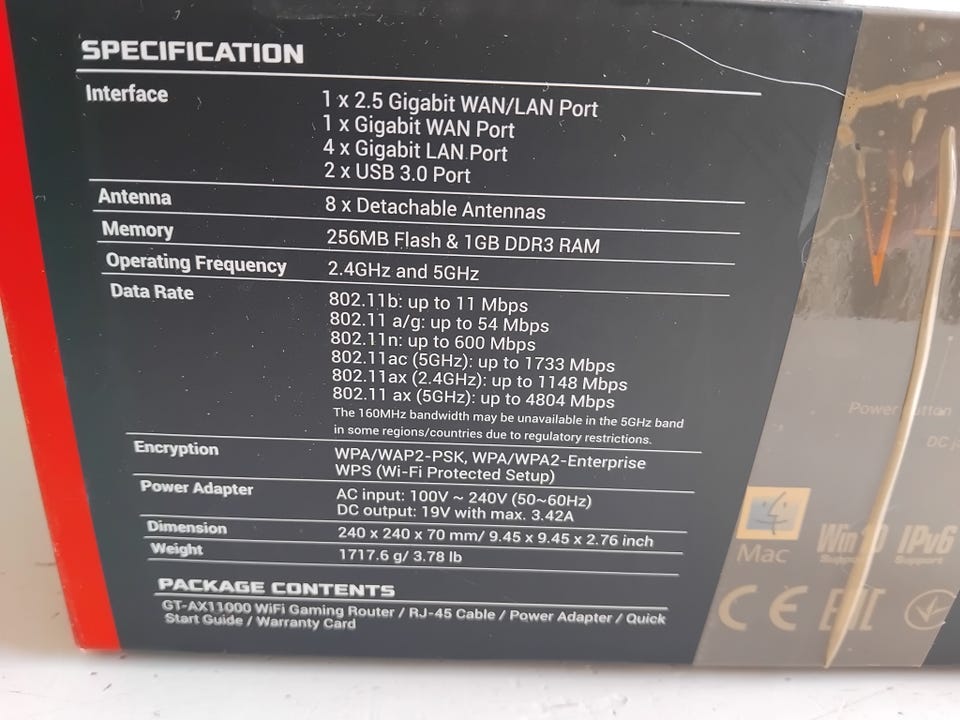 SPECIFICATION
Interface 1 x 2.5 Gigabit WAN/LAN Port
1 x Gigabit WAN Port
4 x Gigabit LAN Port
2 x USB 3.0 Port
Antenna 8 x Detachable Antennas
Memory 256MB Flash & 1GB DDR3 RAM
Operating Frequency 2.4GHz and 5GHz
Data Rate 802.11b: up to 11 Mbps
802.11 a/g: up to 54 Mbps
802.11n: up to 600 Mbps
802.11ac (5GHz): up to 1733 Mbps
802.11ax (2.4GHz): up to 1148 Mbps
802.11 ax (5GHz): up to 4804 Mbps
The 160MHz bandwidth may be unavailable in the 5GHz band
in some regions/countries due to regulatory restrictions.
Encryption WPA/WAP2-PSK, WPA/WPA2-Enterprise
WPS (Wi-Fi Protected Setup)
Power Adapter AC input: 100V ~ 240V (50~60Hz)
DC output: 19V with max. 3.42A
Dimension 240 x 240 x 70 mm/ 9.45 x 9.45 x 2.76 inch
Weight 1717.6 g/ 3.78 lb
PACKAGE CONTENTS
GT-AX11000 WiFi Gaming Router / RJ-45 Cable / Power Adapter / Quick
Start Guide / Warranty Card
Power
DC
Mac
IPv6
Support
CE EAC